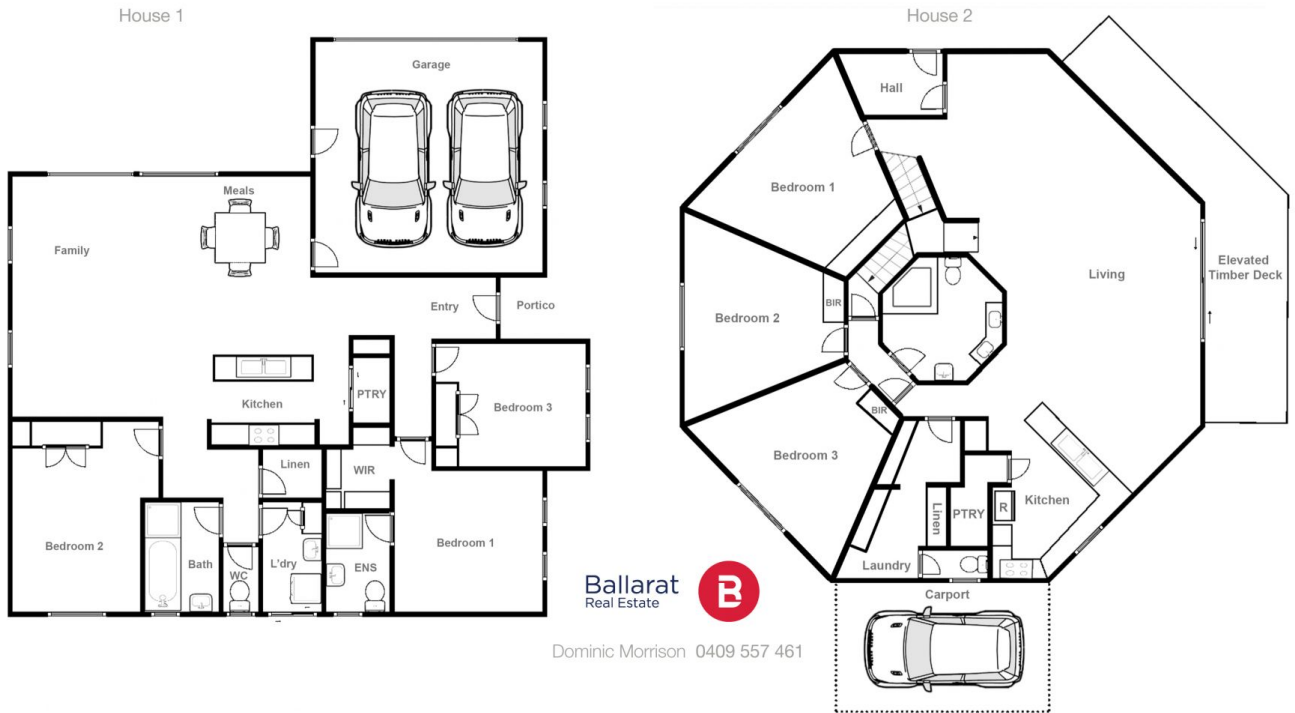 House 1
Garage
Meals
Family
Entry
Portico
PTRY
Kitchen
Bedroom 3
Linen
WIR
Bedroom 2
Bath
WC
L'dry
ENS
Bedroom 1
House 2
Hall
Bedroom 1
Living
Elevated
Timber Deck
BIR
Bedroom 2
BIR
Bedroom 3
Kitchen
R
Linen
PTRY
Laundry
Carport
Ballarat
Real Estate
B
Dominic Morrison 0409 557 461